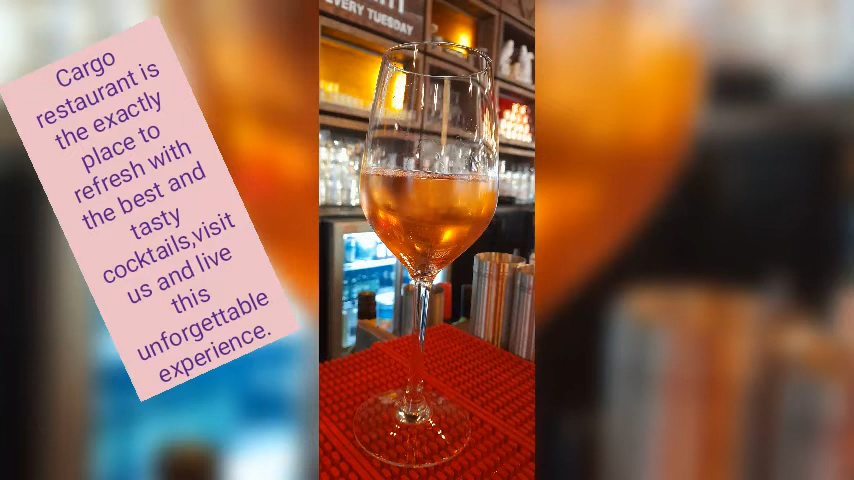 EVERY TUESDAY
Cargo
restaurant is
the exactly
place to
refresh with
the best and
tasty
cocktails,visit
us and live
this
unforgettable
experience.